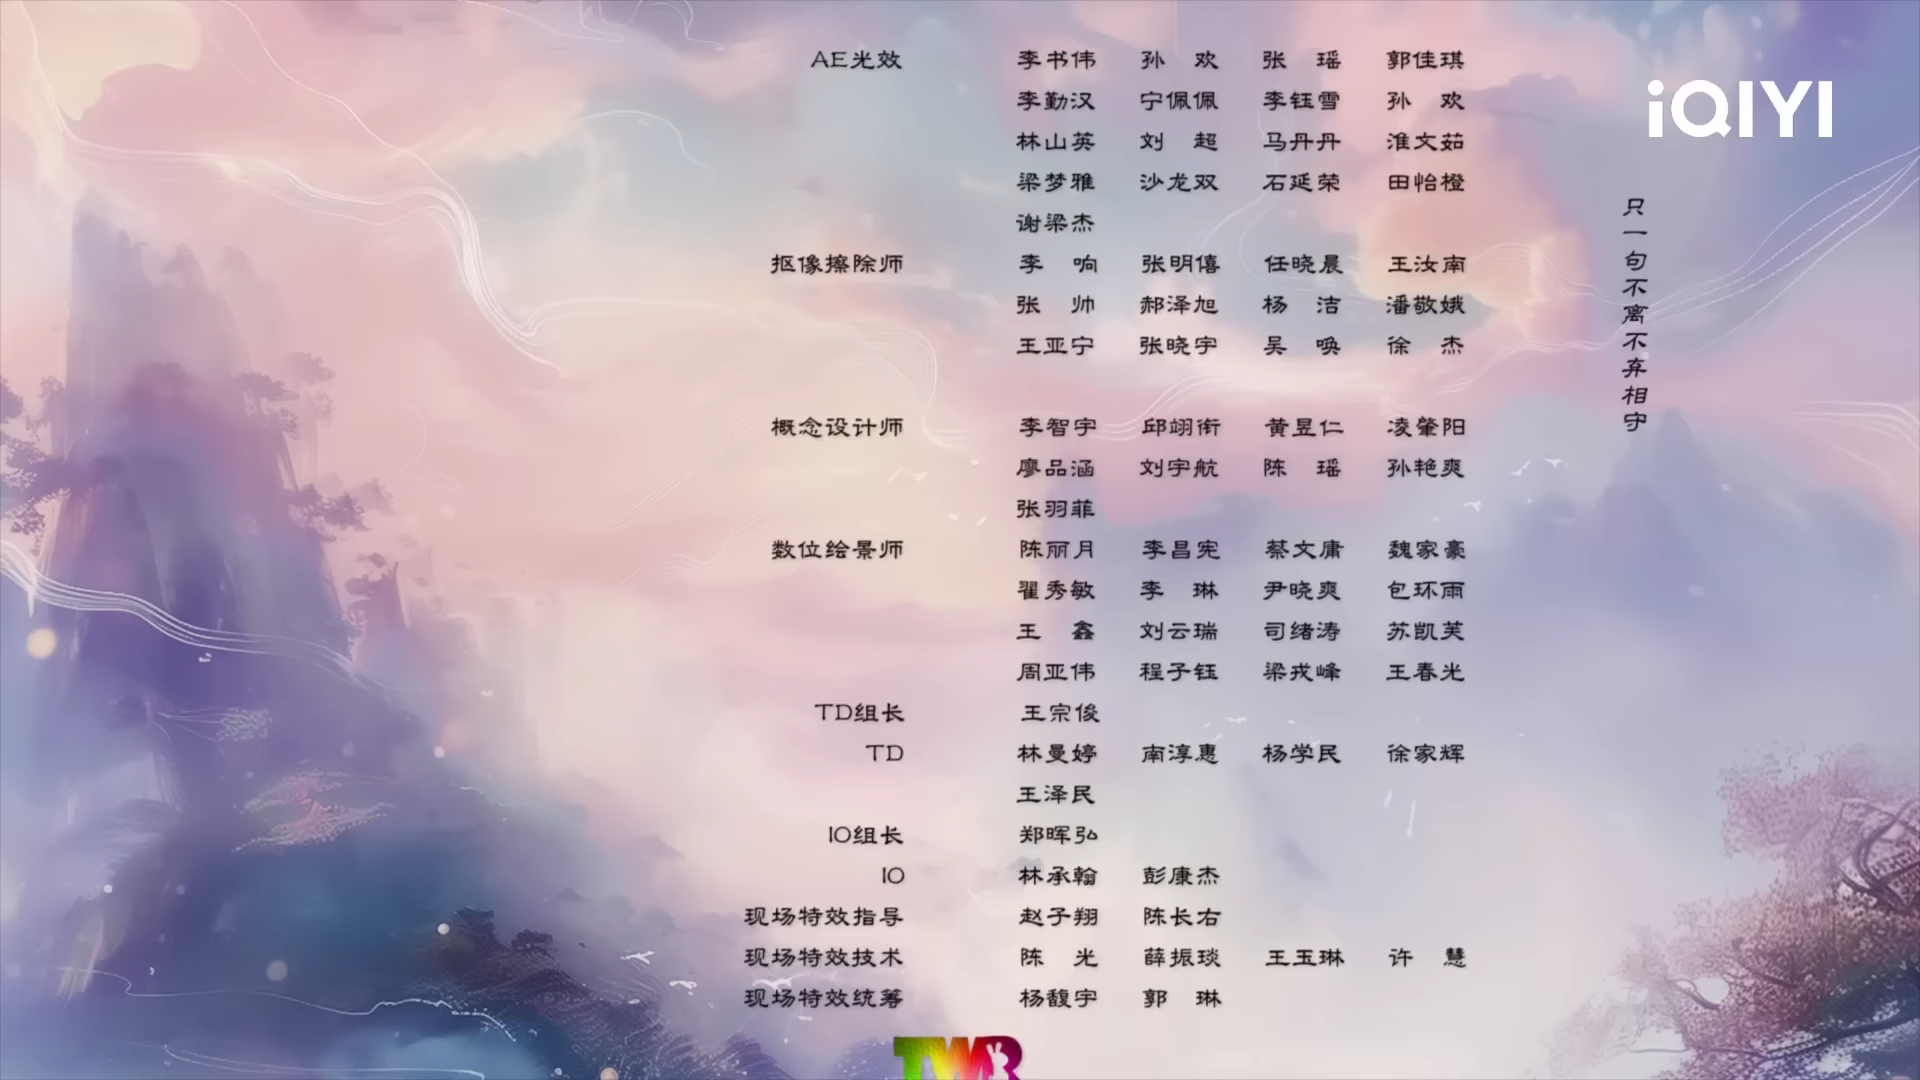 iQIYI
AE光效 李书伟 孙 欢 张 瑶 郭佳琪
李勤汉 宁佩佩 李钰雪 孙 欢
林山英 刘 超 马丹丹 淮文茹
梁梦雅 沙龙双 石延荣 田怡橙
谢梁杰
抠像擦除师 李 响 张明僖 任晓晨 王汝南
张 帅 郝泽旭 杨 洁 潘敬娥
王亚宁 张晓宇 吴 唤 徐 杰
概念设计师 李智宇 邱翊衔 黄昱仁 凌肇阳
廖品涵 刘宇航 陈 瑶 孙艳爽
张羽菲
数位绘景师 陈丽月 李昌宪 蔡文庸 魏家豪
翟秀敏 李 琳 尹晓爽 包环雨
王 鑫 刘云瑞 司绪涛 苏凯芙
周亚伟 程子钰 梁戎峰 王春光
TD组长 王宗俊
TD 林曼婷 南淳惠 杨学民 徐家辉
王泽民
IO组长 郑晖弘
IO 林承翰 彭康杰
现场特效指导 赵子翔 陈长右
现场特效技术 陈 光 薛振琰 王玉琳 许 慧
现场特效统筹 杨馥宇 郭 琳
只一句不离不弃相守